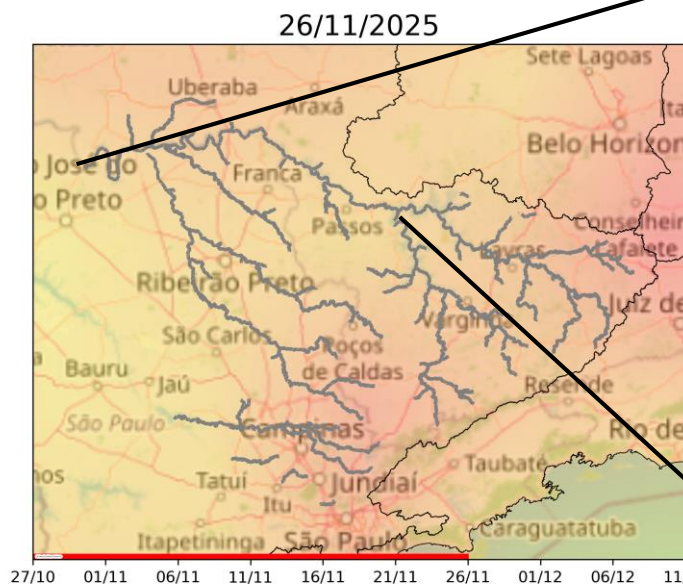 26/11/2025
Sete Lagoas
Uberaba
Araxá
Ita
Belo Horizon
José do
o Preto
Franca
Passos
Conselhei
Lafaiete
Lavras
Ribeirão Preto
Juiz de
Varginha
São Carlos
Poços
de Caldas
a
Bauru
Jaú
Resende
São Paulo
Campinas
Rio de
Taubaté
nos
Tatuí
Jundiaí
Itu
Caraguatatuba
Itapetininga
São Paulo
27/10 01/11 06/11 11/11 16/11 21/11 26/11 01/12 06/12 11